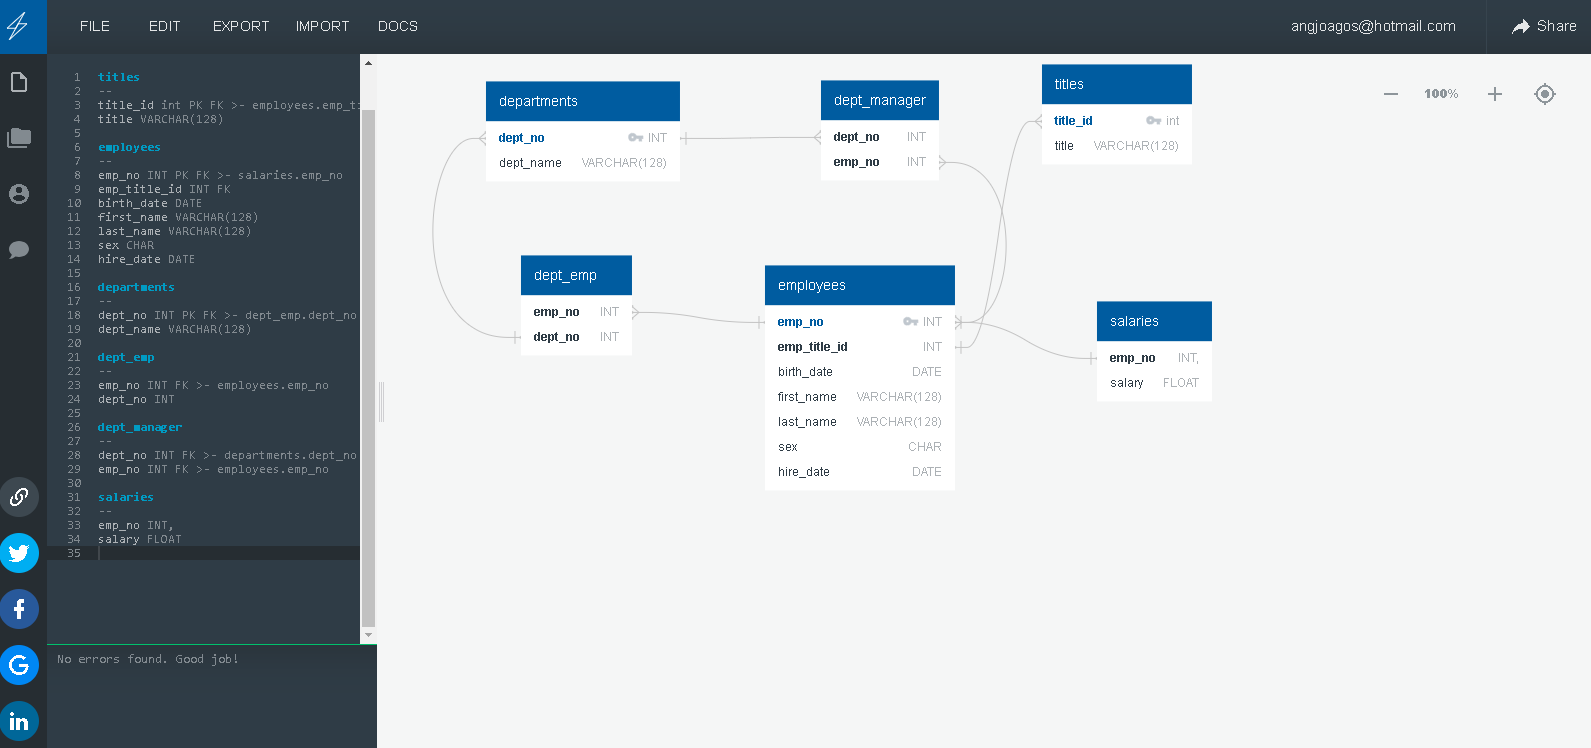 FILE EDIT EXPORT IMPORT DOCS angjoagos@hotmail.com Share
1 titles
2 --
3 title_id int PK FK >- employees.emp_ti
4 title VARCHAR(128)
5
6 employees
7 --
8 emp_no INT PK FK >- salaries.emp_no
9 emp_title_id INT FK
10 birth_date DATE
11 first_name VARCHAR(128)
12 last_name VARCHAR(128)
13 sex CHAR
14 hire_date DATE
15
16 departments
17 --
18 dept_no INT PK FK >- dept_emp.dept_no
19 dept_name VARCHAR(128)
20
21 dept_emp
22 --
23 emp_no INT FK >- employees.emp_no
24 dept_no INT
25
26 dept_manager
27 --
28 dept_no INT FK >- departments.dept_no
29 emp_no INT FK >- employees.emp_no
30
31 salaries
32 --
33 emp_no INT,
34 salary FLOAT
35
No errors found. Good job!
departments
dept_no INT
dept_name VARCHAR(128)
dept_manager
dept_no INT
emp_no INT
titles
title_id int
title VARCHAR(128)
100%
dept_emp
emp_no INT
dept_no INT
employees
emp_no INT
emp_title_id INT
birth_date DATE
first_name VARCHAR(128)
last_name VARCHAR(128)
sex CHAR
hire_date DATE
salaries
emp_no INT,
salary FLOAT